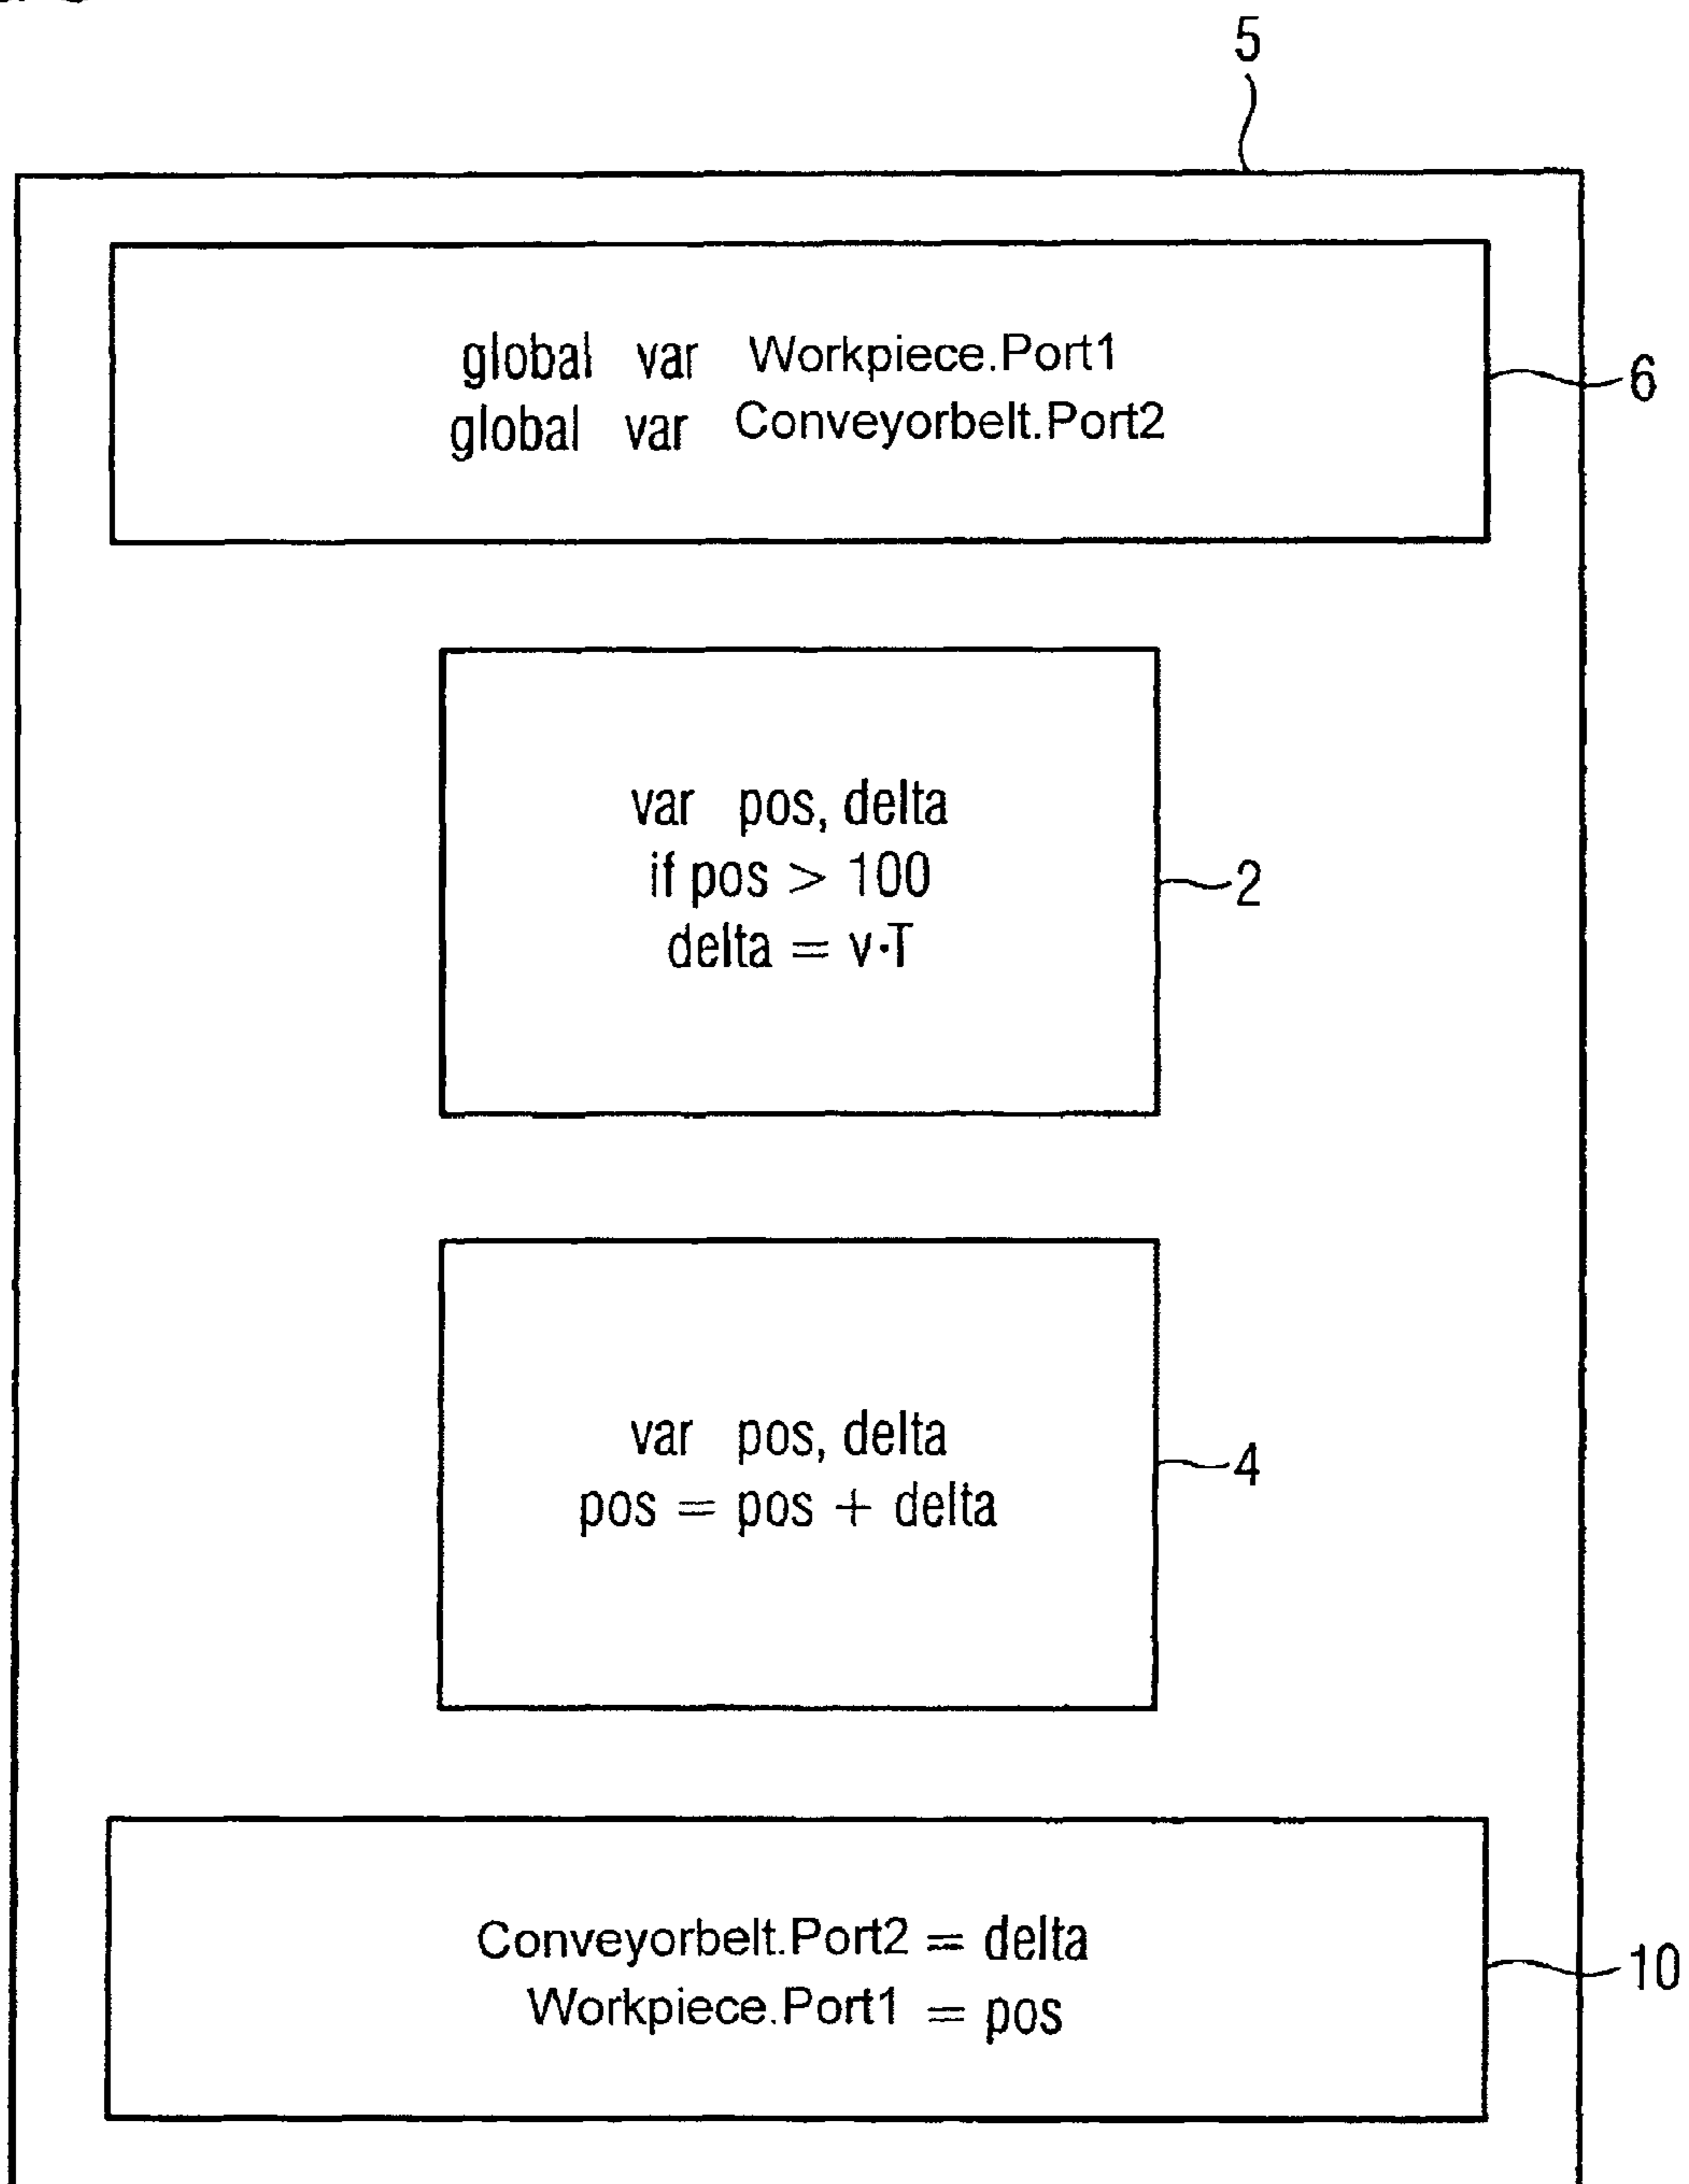 5
global var Workpiece.Port1
global var Conveyorbelt.Port2
6
var pos, delta
if pos > 100
delta = v·T
2
var pos, delta
pos = pos + delta
4
Conveyorbelt.Port2 = delta
Workpiece.Port1 = pos
10